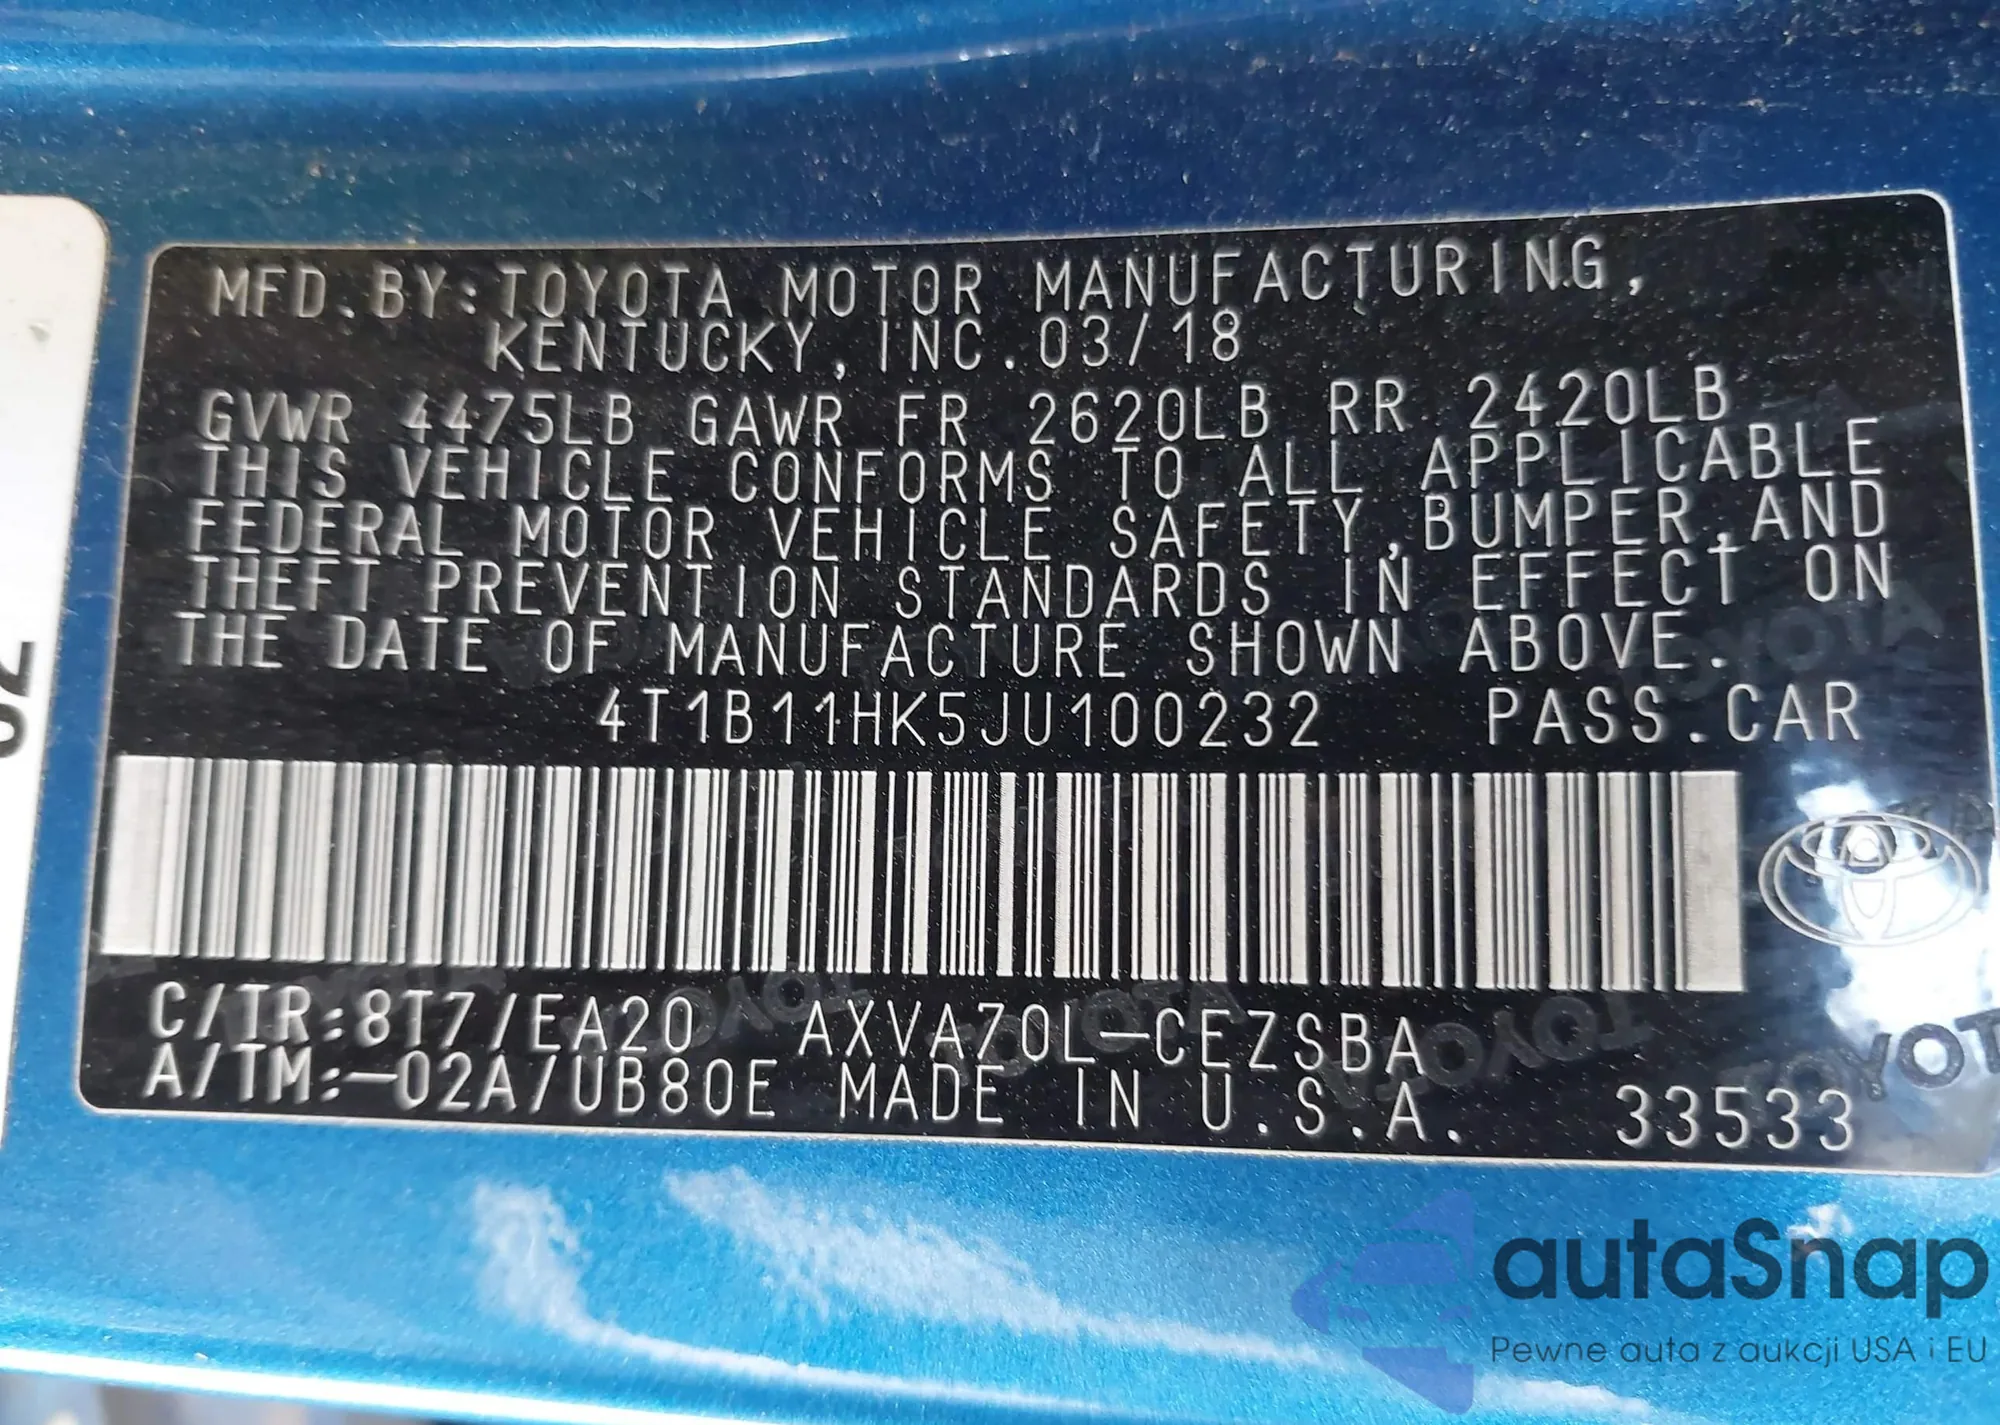 MFD.BY:TOYOTA MOTOR MANUFACTURING,
KENTUCKY,INC.03/18
GVWR 4475LB GAWR FR 2620LB RR 2420LB
THIS VEHICLE CONFORMS TO ALL APPLICABLE
FEDERAL MOTOR VEHICLE SAFETY,BUMPER,AND
THEFT PREVENTION STANDARDS IN EFFECT ON
THE DATE OF MANUFACTURE SHOWN ABOVE.
4T1B11HK5JU100232 PASS.CAR
C/TR:8T7/EA20 AXVA70L-CEZSBA
A/TM:-02A/UB80E MADE IN U.S.A. 33533
autaSnap
Pewne auta z aukcji USA i EU